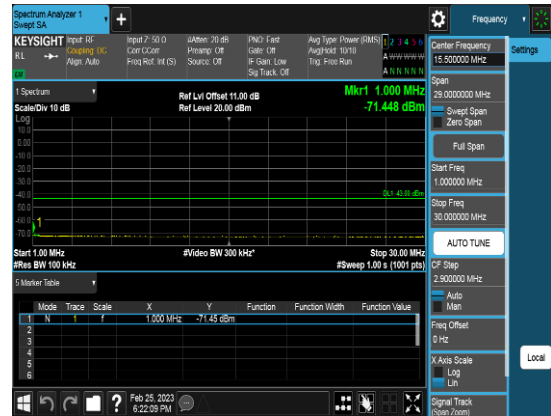 Spectrum Analyzer 1
Swept SA
Frequency
KEYSIGHT
RL
Input: RF
Coupling: DC
Align: Auto
Input Z: 50 Ω
Corr CCorr
Freq Ref: Int (S)
#Atten: 20 dB
Preamp: Off
Source: Off
PNO: Fast
Gate: Off
IF Gain: Low
Sig Track: Off
Avg Type: Power (RMS)
Avg|Hold: 10/10
Trig: Free Run
1 2 3 4 5 6
A W W W W W
A N N N N N
Center Frequency
15.500000 MHz
Settings
Span
29.0000000 MHz
Swept Span
Zero Span
Full Span
Start Freq
1.000000 MHz
Stop Freq
30.000000 MHz
AUTO TUNE
CF Step
2.900000 MHz
Auto
Man
Freq Offset
0 Hz
X Axis Scale
Log
Lin
Signal Track
(Span Zoom)
Local
1 Spectrum
Scale/Div 10 dB
Ref Lvl Offset 11.00 dB
Ref Level 20.00 dBm
Mkr1 1.000 MHz
-71.448 dBm
Log
10.0
0.00
-10.0
-20.0
-30.0
-40.0
-50.0
-60.0
-70.0
DL1 -43.00 dBm
1
Start 1.00 MHz
#Video BW 300 kHz*
Stop 30.00 MHz
#Res BW 100 kHz
#Sweep 1.00 s (1001 pts)
5 Marker Table
Mode Trace Scale X Y Function Function Width Function Value
1 N 1 f 1.000 MHz -71.45 dBm
2
3
4
5
6
?
Feb 25, 2023
6:22:09 PM